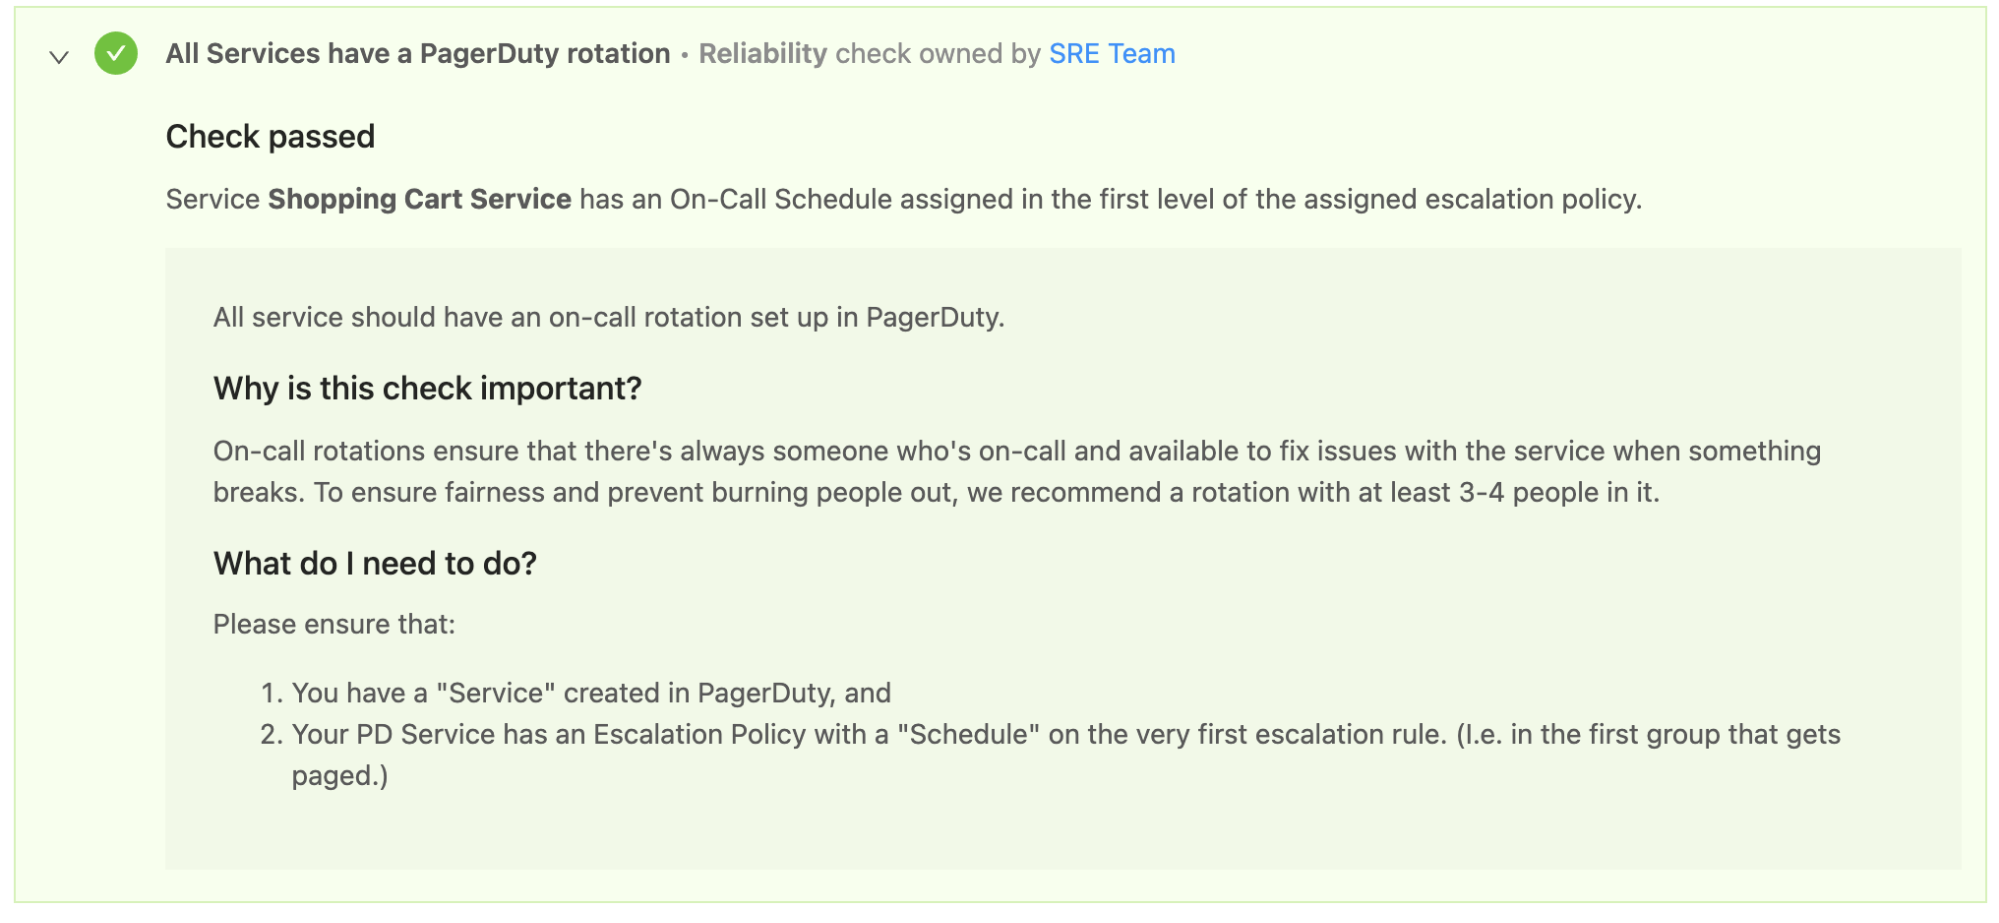 All Services have a PagerDuty rotation • Reliability check owned by SRE Team
Check passed
Service Shopping Cart Service has an On-Call Schedule assigned in the first level of the assigned escalation policy.
All service should have an on-call rotation set up in PagerDuty.
Why is this check important?
On-call rotations ensure that there's always someone who's on-call and available to fix issues with the service when something
breaks. To ensure fairness and prevent burning people out, we recommend a rotation with at least 3-4 people in it.
What do I need to do?
Please ensure that:
1. You have a "Service" created in PagerDuty, and
2. Your PD Service has an Escalation Policy with a "Schedule" on the very first escalation rule. (I.e. in the first group that gets
paged.)